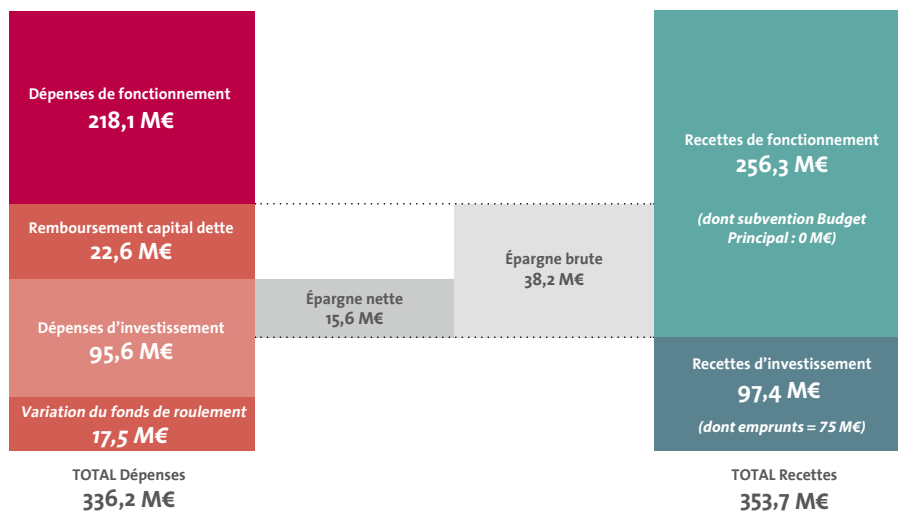 Dépenses de fonctionnement
218,1 M€
Remboursement capital dette
22,6 M€
Dépenses d'investissement
95,6 M€
Variation du fonds de roulement
17,5 M€
TOTAL Dépenses
336,2 M€
Épargne nette
15,6 M€
Épargne brute
38,2 M€
Recettes de fonctionnement
256,3 M€
(dont subvention Budget
Principal : 0 M€)
Recettes d'investissement
97,4 M€
(dont emprunts = 75 M€)
TOTAL Recettes
353,7 M€